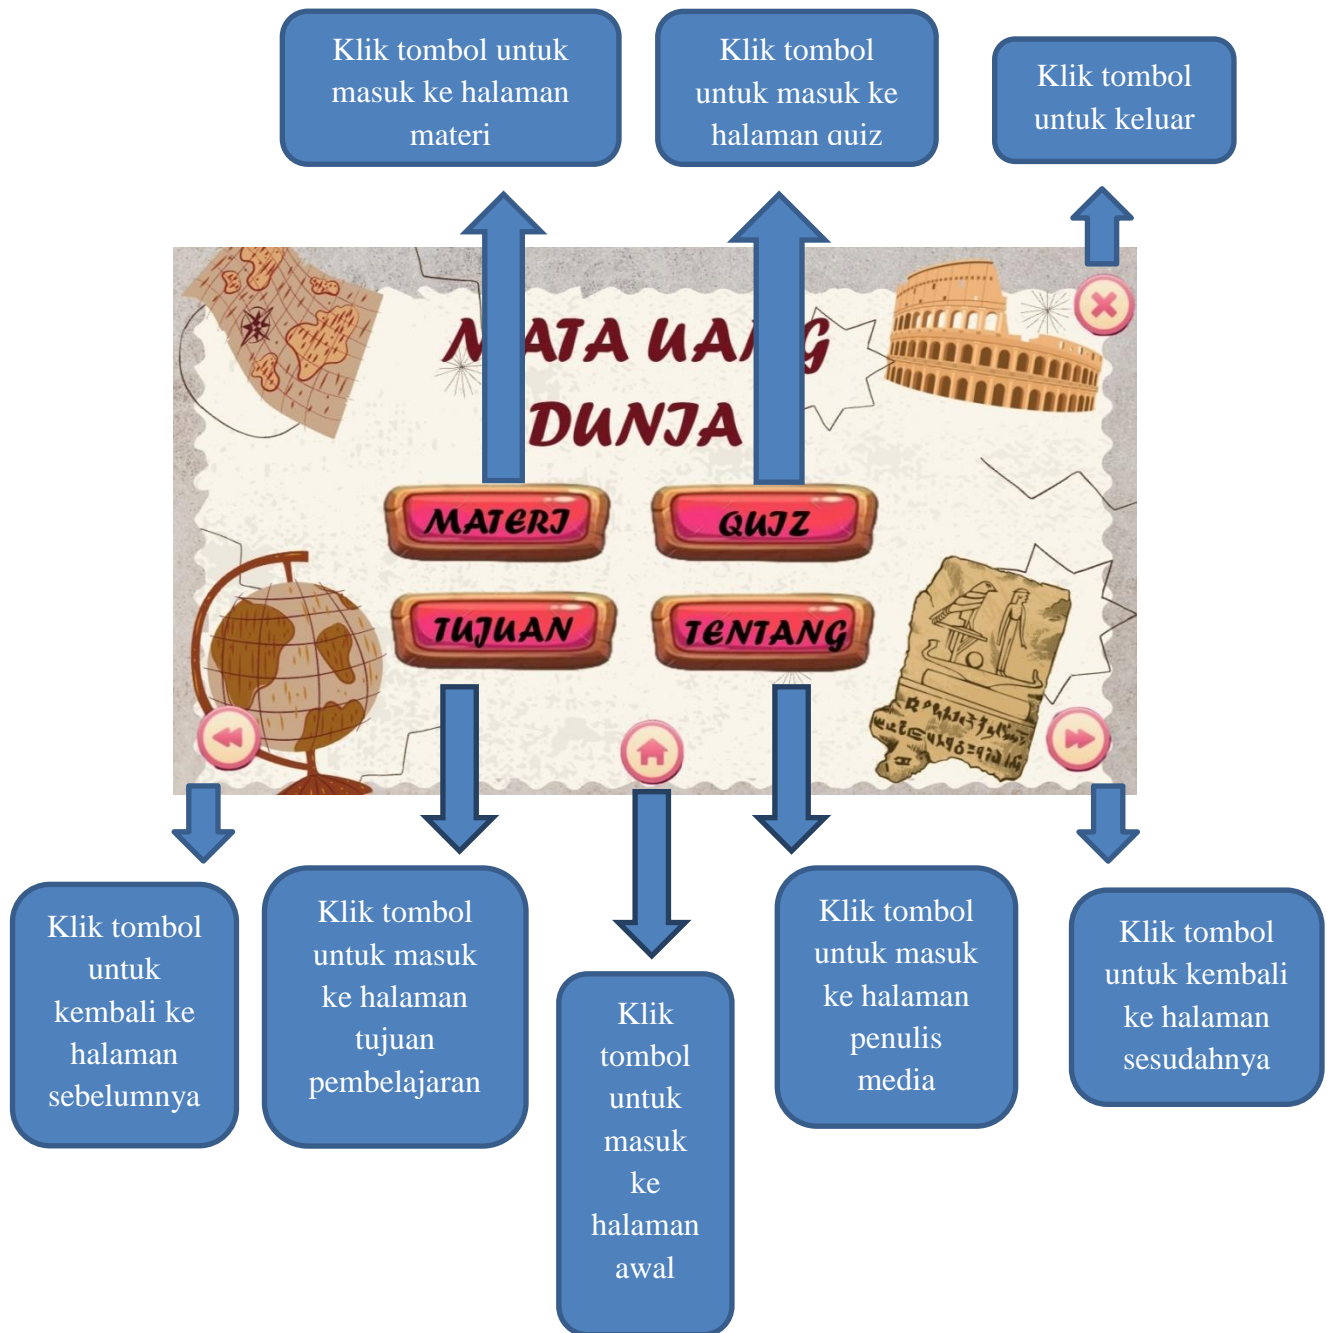 Klik tombol untuk
masuk ke halaman
materi
Klik tombol
untuk masuk ke
halaman quiz
Klik tombol
untuk keluar
MATA UANG
DUNIA
MATERI
QUIZ
TUJUAN
TENTANG
Klik tombol
untuk
kembali ke
halaman
sebelumnya
Klik tombol
untuk masuk
ke halaman
tujuan
pembelajaran
Klik
tombol
untuk
masuk
ke
halaman
awal
Klik tombol
untuk masuk
ke halaman
penulis
media
Klik tombol
untuk kembali
ke halaman
sesudahnya